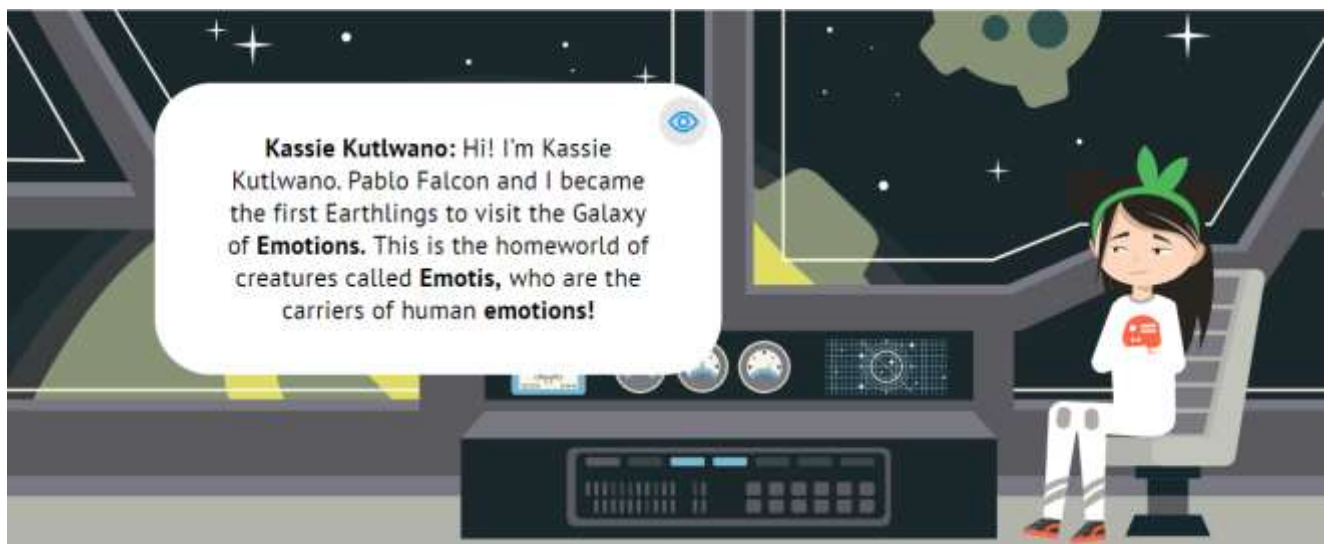 Kassie Kutlwano: Hi! I'm Kassie
Kutlwano. Pablo Falcon and I became
the first Earthlings to visit the Galaxy
of Emotions. This is the homeworld of
creatures called Emotis, who are the
carriers of human emotions!